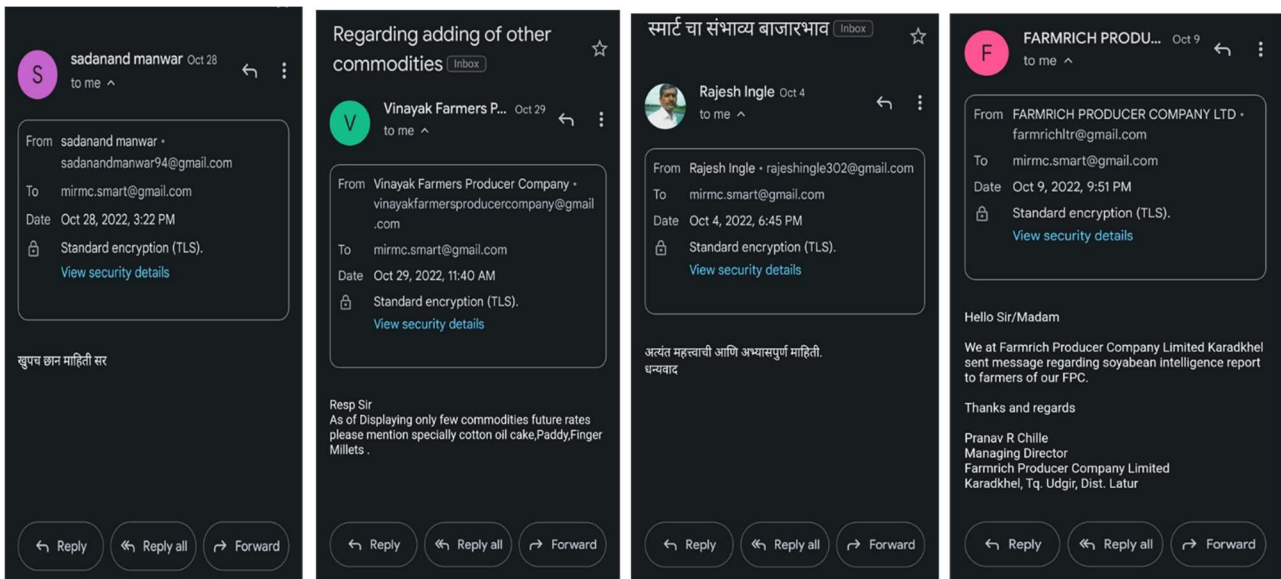 S
sadanand manwar Oct 28
to me
From sadanand manwar •
sadanandmanwar94@gmail.com
To mirmc.smart@gmail.com
Date Oct 28, 2022, 3:22 PM
Standard encryption (TLS).
View security details
खुपच छान माहिती सर
Reply
Reply all
Forward
Regarding adding of other
commodities Inbox
V
Vinayak Farmers P... Oct 29
to me
From Vinayak Farmers Producer Company •
vinayakfarmersproducercompany@gmail
.com
To mirmc.smart@gmail.com
Date Oct 29, 2022, 11:40 AM
Standard encryption (TLS).
View security details
Resp Sir
As of Displaying only few commodities future rates
please mention specially cotton oil cake,Paddy,Finger
Millets .
Reply
Reply all
Forward
स्मार्ट चा संभाव्य बाजारभाव Inbox
Rajesh Ingle Oct 4
to me
From Rajesh Ingle • rajeshingle302@gmail.com
To mirmc.smart@gmail.com
Date Oct 4, 2022, 6:45 PM
Standard encryption (TLS).
View security details
अत्यंत महत्त्वाची आणि अभ्यासपुर्ण माहिती.
धन्यवाद
Reply
Reply all
Forward
F
FARMRICH PRODU... Oct 9
to me
From FARMRICH PRODUCER COMPANY LTD •
farmrichltr@gmail.com
To mirmc.smart@gmail.com
Date Oct 9, 2022, 9:51 PM
Standard encryption (TLS).
View security details
Hello Sir/Madam
We at Farmrich Producer Company Limited Karadkhel
sent message regarding soyabean intelligence report
to farmers of our FPC.
Thanks and regards
Pranav R Chille
Managing Director
Farmrich Producer Company Limited
Karadkhel, Tq. Udgir, Dist. Latur
Reply
Reply all
Forward